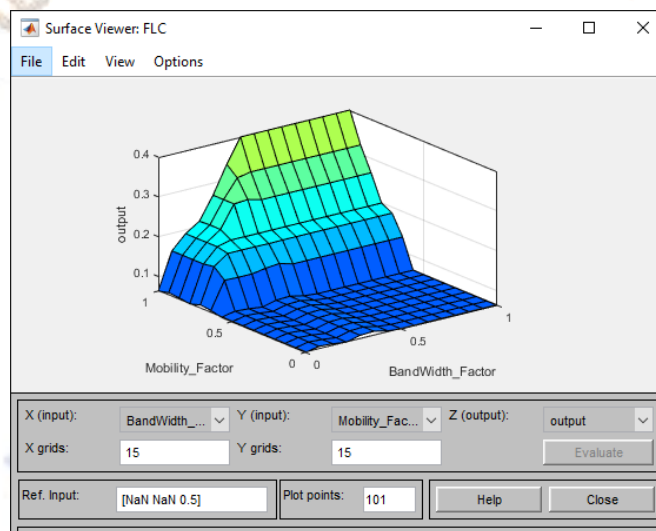 Surface Viewer: FLC
File Edit View Options
0.4
0.3
0.2
0.1
output
1
0.5
0
Mobility_Factor
0
0.5
1
BandWidth_Factor
X (input): BandWidth_... Y (input): Mobility_Fac... Z (output): output
X grids: 15 Y grids: 15 Evaluate
Ref. Input: [NaN NaN 0.5] Plot points: 101 Help Close